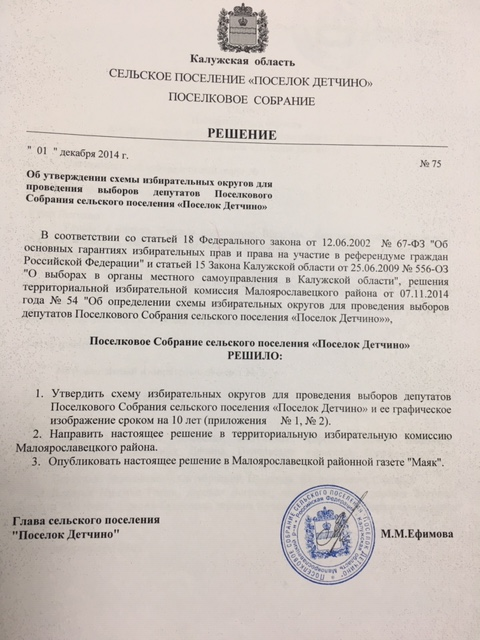 Калужская область
СЕЛЬСКОЕ ПОСЕЛЕНИЕ «ПОСЕЛОК ДЕТЧИНО»
ПОСЕЛКОВОЕ СОБРАНИЕ
РЕШЕНИЕ
" 01 " декабря 2014 г.
№ 75
Об утверждении схемы избирательных округов для
проведения выборов депутатов Поселкового
Собрания сельского поселения «Поселок Детчино»
В соответствии со статьей 18 Федерального закона от 12.06.2002 № 67-ФЗ "Об
основных гарантиях избирательных прав и права на участие в референдуме граждан
Российской Федерации" и статьей 15 Закона Калужской области от 25.06.2009 № 556-ОЗ
"О выборах в органы местного самоуправления в Калужской области", решения
территориальной избирательной комиссии Малоярославецкого района от 07.11.2014
года № 54 "Об определении схемы избирательных округов для проведения выборов
депутатов Поселкового Собрания сельского поселения «Поселок Детчино»»,
Поселковое Собрание сельского поселения «Поселок Детчино»
РЕШИЛО:
1. Утвердить схему избирательных округов для проведения выборов депутатов
Поселкового Собрания сельского поселения «Поселок Детчино» и ее графическое
изображение сроком на 10 лет (приложения № 1, № 2).
2. Направить настоящее решение в территориальную избирательную комиссию
Малоярославецкого района.
3. Опубликовать настоящее решение в Малоярославецкой районной газете "Маяк".
Глава сельского поселения
"Поселок Детчино"
М.М.Ефимова